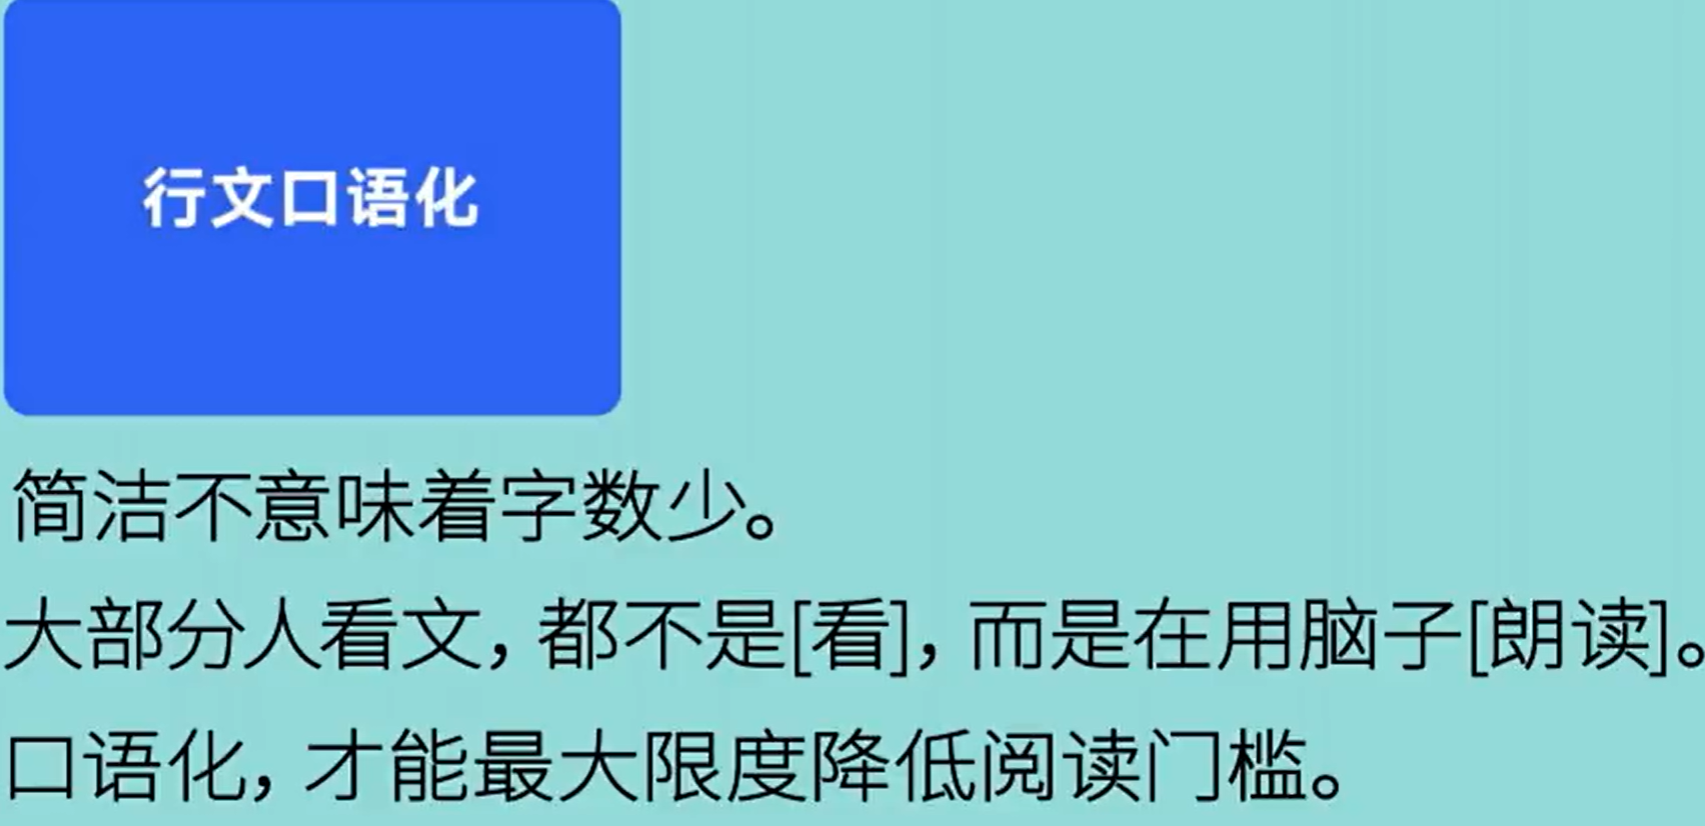 行文口语化
简洁不意味着字数少。
大部分人看文，都不是[看]，而是在用脑子[朗读]。
口语化，才能最大限度降低阅读门槛。